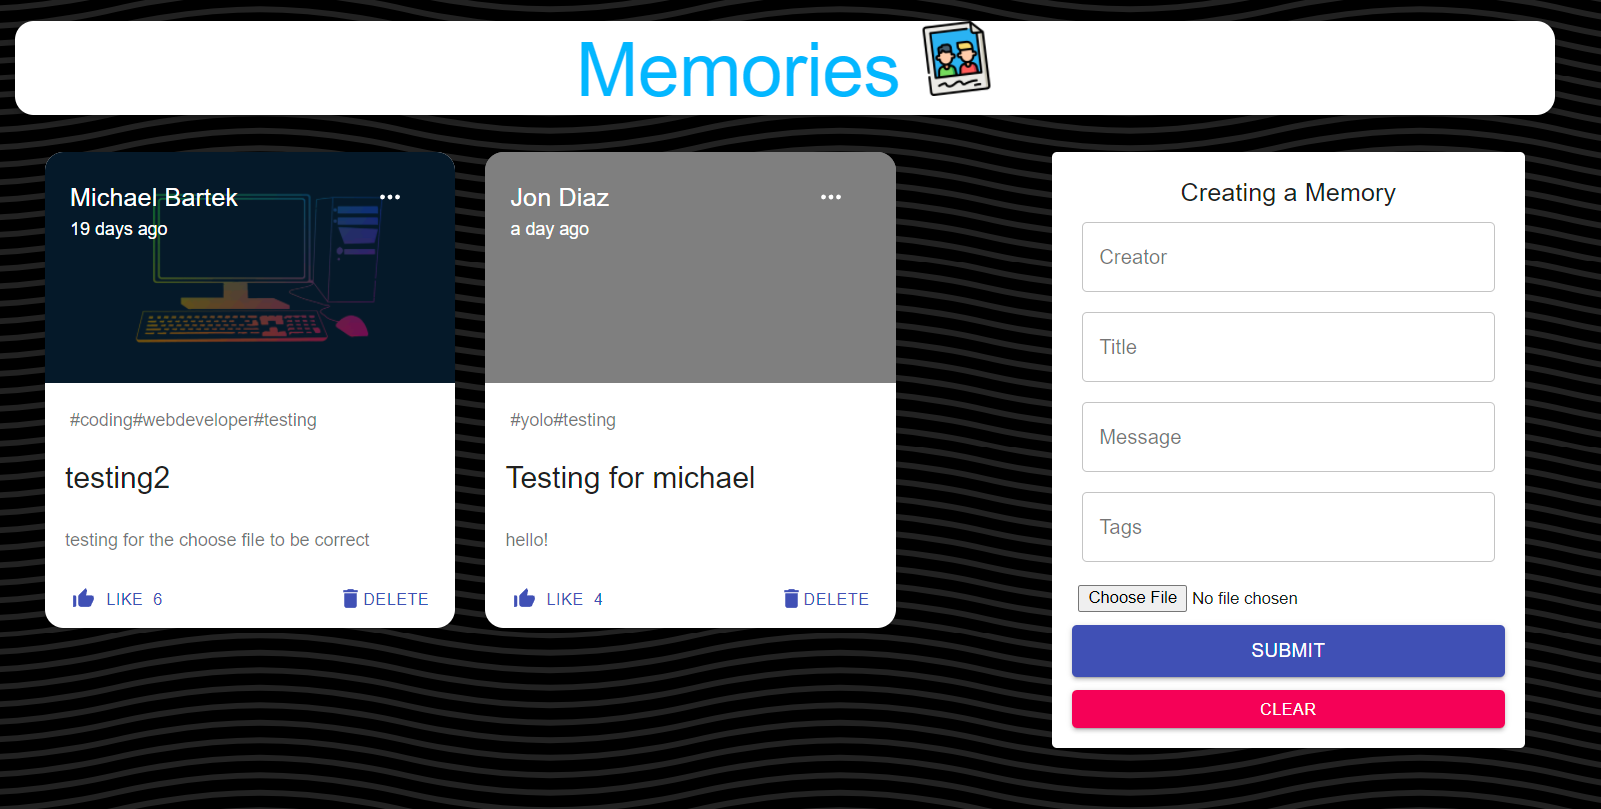 Memories
Michael Bartek
19 days ago
#coding#webdeveloper#testing
testing2
testing for the choose file to be correct
LIKE 6
DELETE
Jon Diaz
a day ago
#yolo#testing
Testing for michael
hello!
LIKE 4
DELETE
Creating a Memory
Creator
Title
Message
Tags
Choose File No file chosen
SUBMIT
CLEAR